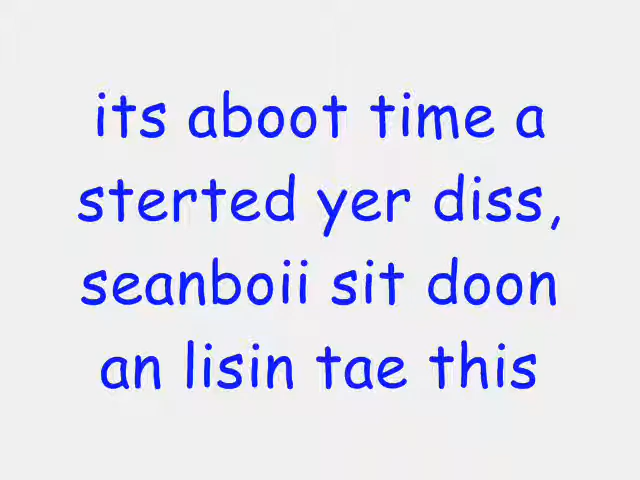 its aboot time a
sterted yer diss,
seanboii sit doon
an lisin tae this